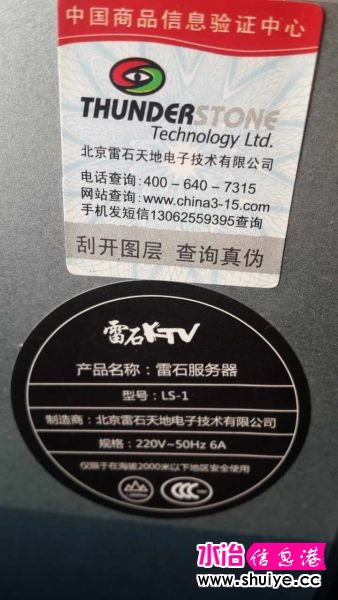 中国商品信息验证中心
THUNDERSTONE
Technology Ltd.
北京雷石天地电子技术有限公司
电话查询:400-640-7315
网站查询:www.china3-15.com
手机发短信13062559395查询
刮开图层 查询真伪
雷石KTV
产品名称:雷石服务器
型号:LS-1
制造商:北京雷石天地电子技术有限公司
规格:220V~50Hz 6A
仅限于在海拔2000米以下地区安全使用
水冶信息港
www.shuiye.cc